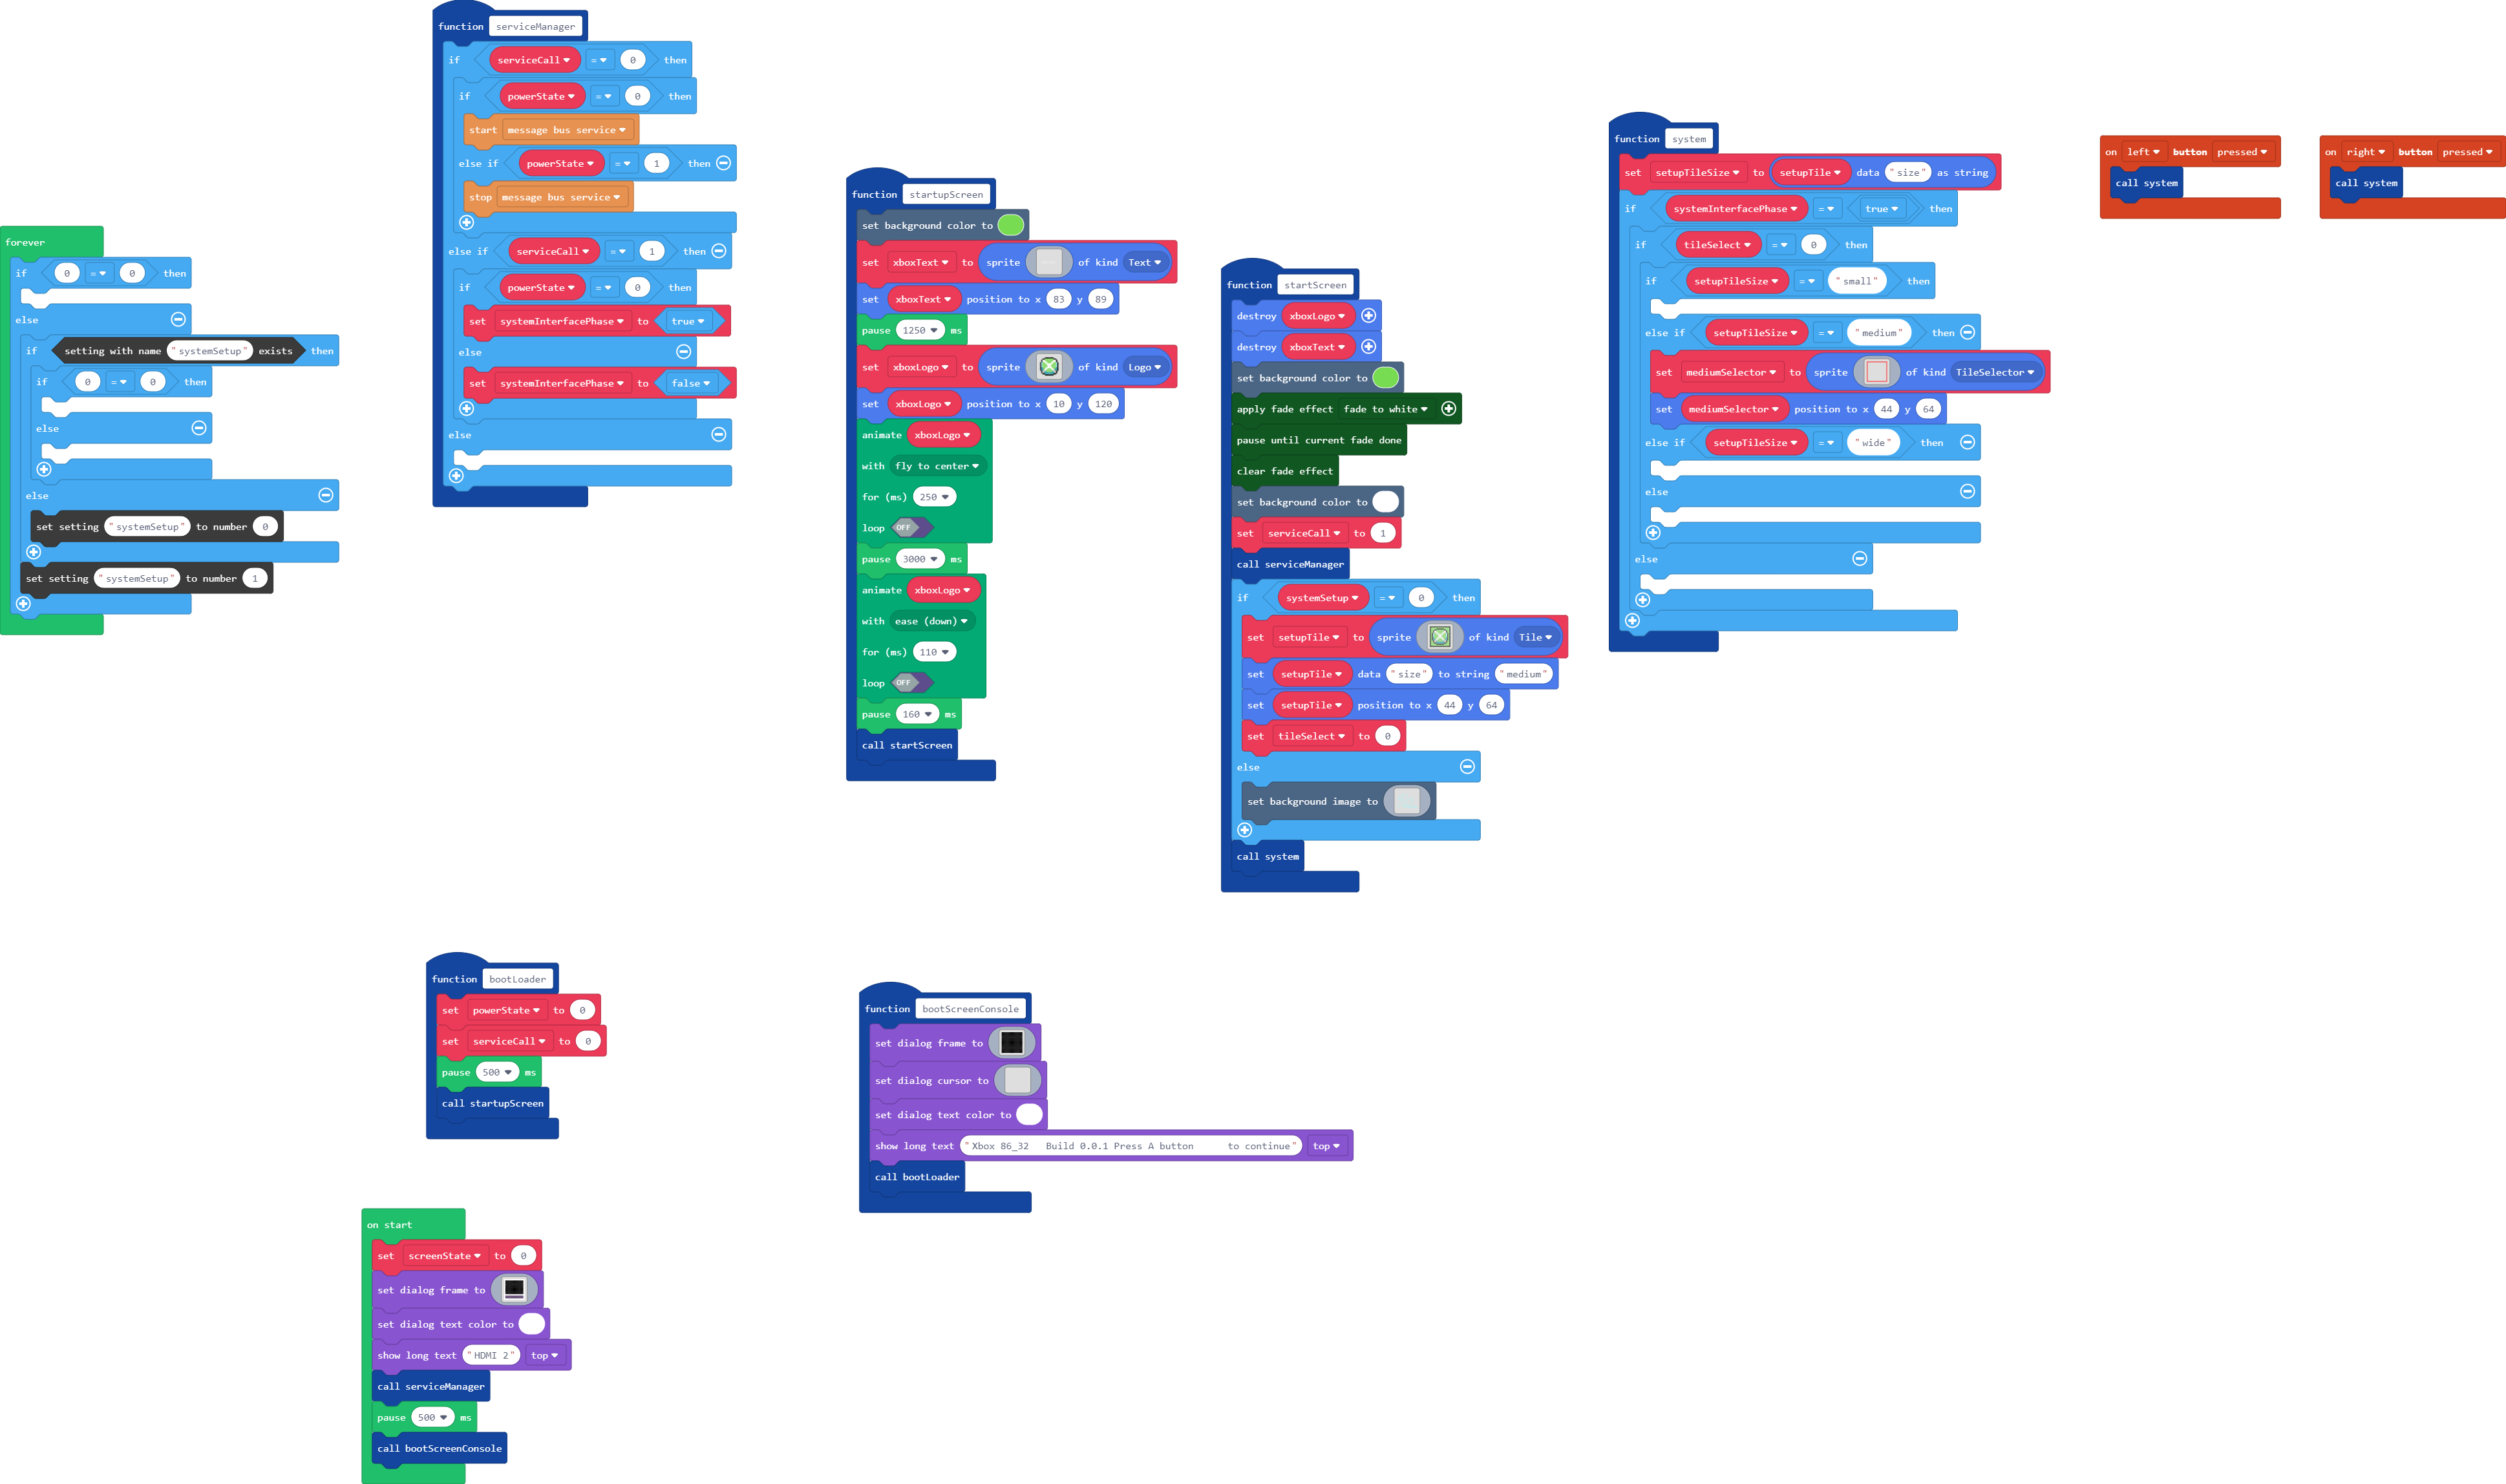 function serviceManager
if serviceCall = 0 then
if powerState = 0 then
start message bus service
else if powerState = 1 then
stop message bus service
else if serviceCall = 1 then
if powerState = 0 then
set systemInterfacePhase to true
else
set systemInterfacePhase to false
else
forever
if 0 = 0 then
else
if setting with name "systemSetup" exists then
if 0 = 0 then
else
else
set setting "systemSetup" to number 0
set setting "systemSetup" to number 1
function startupScreen
set background color to
set xboxText to sprite of kind Text
set xboxText position to x 83 y 89
pause 1250 ms
set xboxLogo to sprite of kind Logo
set xboxLogo position to x 10 y 120
animate xboxLogo
with fly to center
for (ms) 250
loop OFF
pause 3000 ms
animate xboxLogo
with ease (down)
for (ms) 110
loop OFF
pause 160 ms
call startScreen
function startScreen
destroy xboxLogo
destroy xboxText
set background color to
apply fade effect fade to white
pause until current fade done
clear fade effect
set background color to
set serviceCall to 1
call serviceManager
if systemSetup = 0 then
set setupTile to sprite of kind Tile
set setupTile data "size" to string "medium"
set setupTile position to x 44 y 64
set tileSelect to 0
else
set background image to
call system
function system
set setupTileSize to setupTile data "size" as string
if systemInterfacePhase = true then
if tileSelect = 0 then
if setupTileSize = "small" then
else if setupTileSize = "medium" then
set mediumSelector to sprite of kind TileSelector
set mediumSelector position to x 44 y 64
else if setupTileSize = "wide" then
else
else
on left button pressed
call system
on right button pressed
call system
function bootLoader
set powerState to 0
set serviceCall to 0
pause 500 ms
call startupScreen
function bootScreenConsole
set dialog frame to
set dialog cursor to
set dialog text color to
show long text "Xbox 86_32 Build 0.0.1 Press A button to continue" top
call bootLoader
on start
set screenState to 0
set dialog frame to
set dialog text color to
show long text "HDMI 2" top
call serviceManager
pause 500 ms
call bootScreenConsole